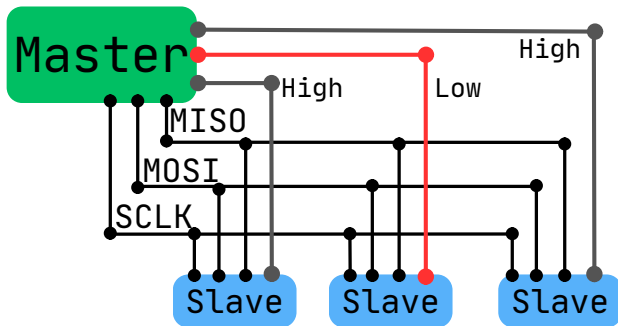 Master
High
High
Low
MISO
MOSI
SCLK
Slave
Slave
Slave